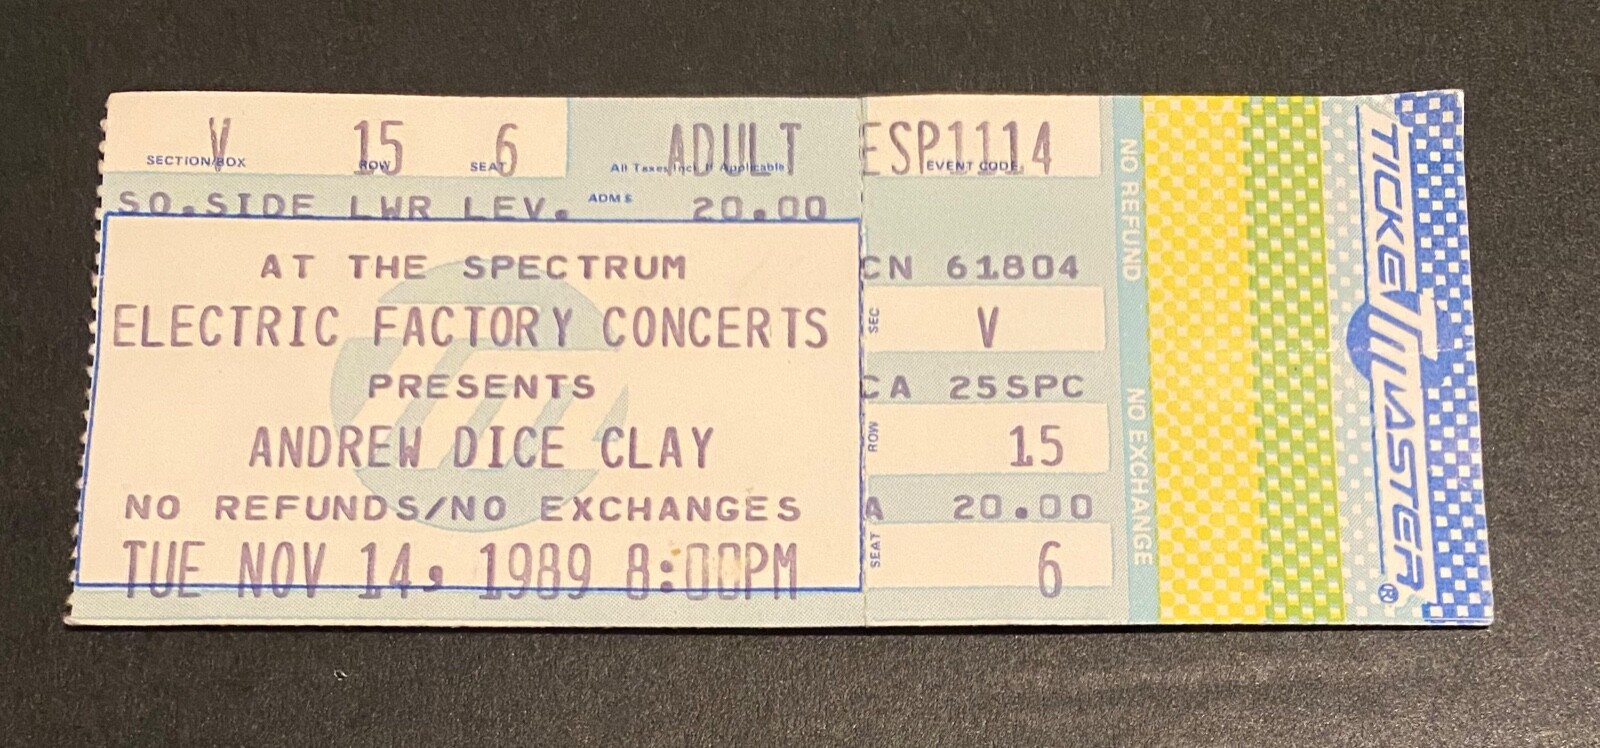 V 15 6 ADULT ESP1114
SECTION/BOX ROW SEAT All Taxes Incl. If Applicable EVENT CODE
SO.SIDE LWR LEV. ADM $ 20.00
AT THE SPECTRUM
ELECTRIC FACTORY CONCERTS
PRESENTS
ANDREW DICE CLAY
NO REFUNDS/NO EXCHANGES
TUE NOV 14, 1989 8:00PM
CN 61804
SEC V
CA 25SPC
ROW 15
A 20.00
SEAT 6
NO REFUND NO EXCHANGE
TICKETMASTER®